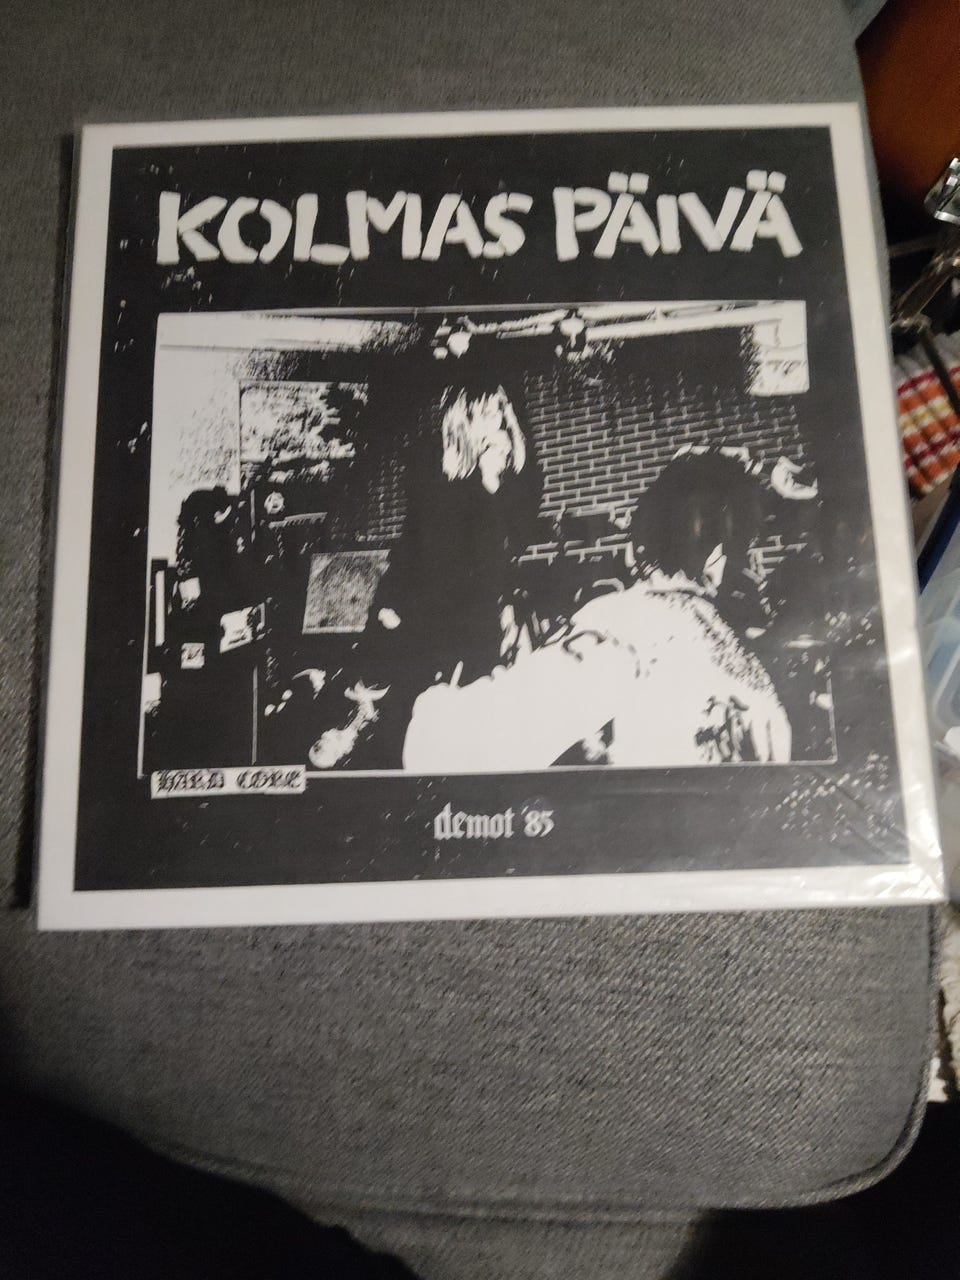 KOLMAS PÄIVÄ
HARD CORE
demot '85